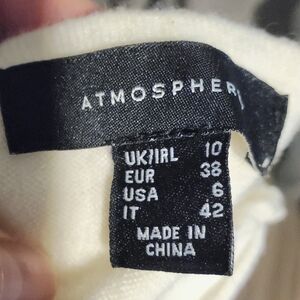 ATMOSPHER
UK/IRL 10
EUR 38
USA 6
IT 42
MADE IN
CHINA